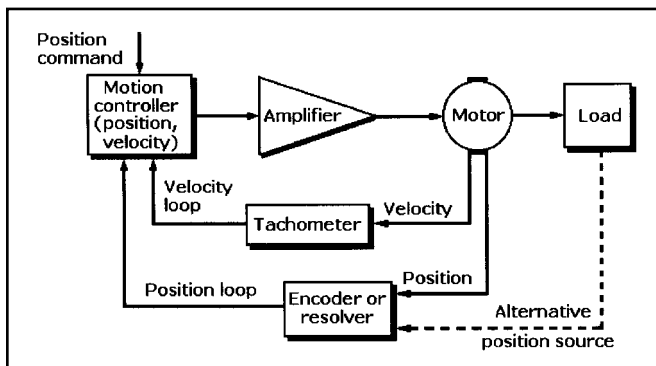 Position
command
Motion
controller
(position,
velocity)
Amplifier
Motor
Load
Velocity
loop
Tachometer
Velocity
Position loop
Encoder or
resolver
Position
Alternative
position source